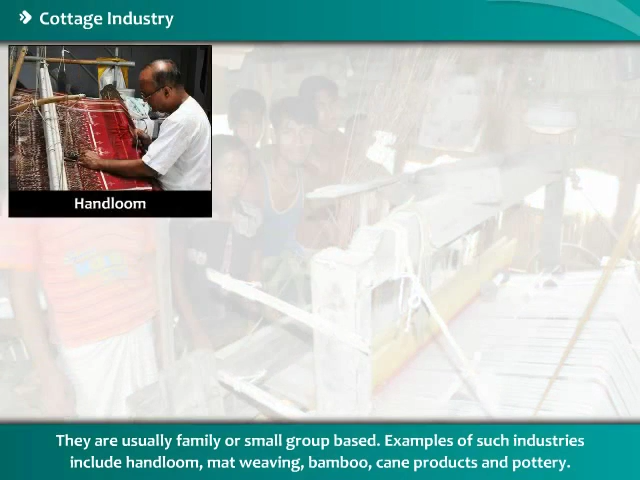 Cottage Industry
Handloom
They are usually family or small group based. Examples of such industries
include handloom, mat weaving, bamboo, cane products and pottery.